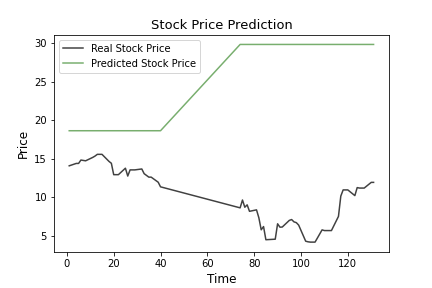 Stock Price Prediction
Real Stock Price
Predicted Stock Price
30
25
20
15
10
5
Price
0 20 40 60 80 100 120
Time